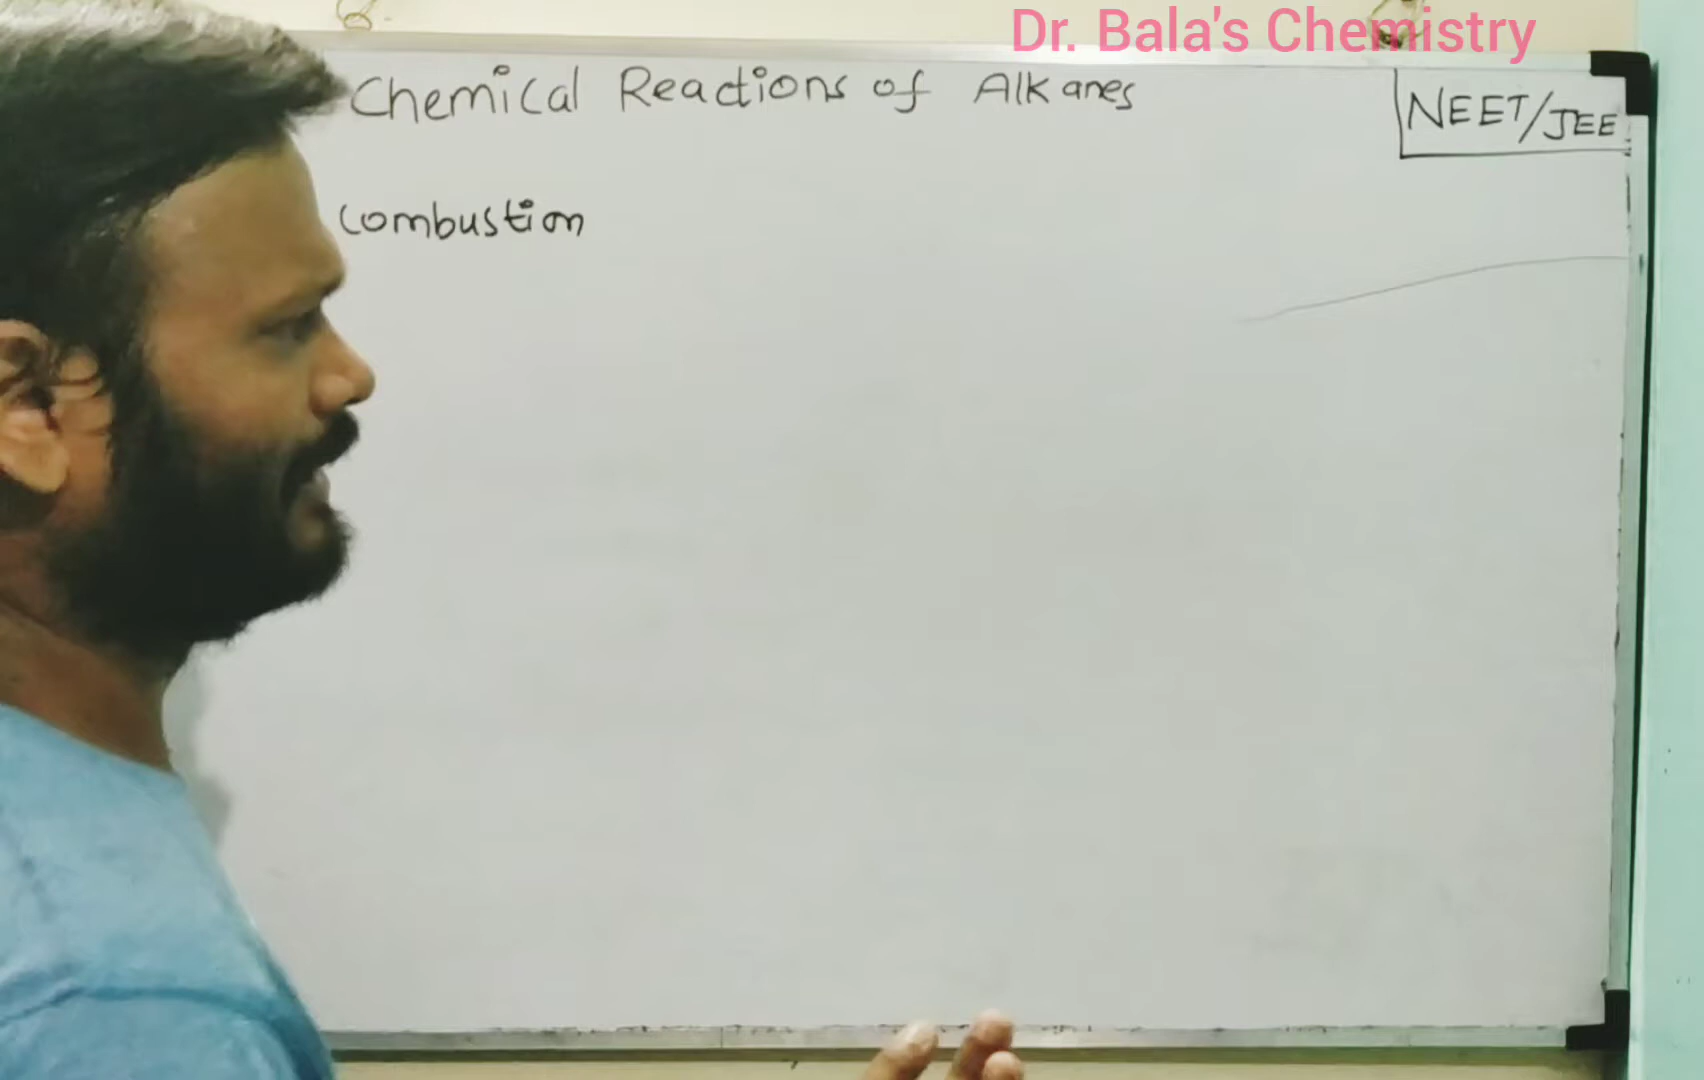 Dr. Bala's Chemistry
Chemical Reactions of Alkanes
NEET/JEE
Combustion